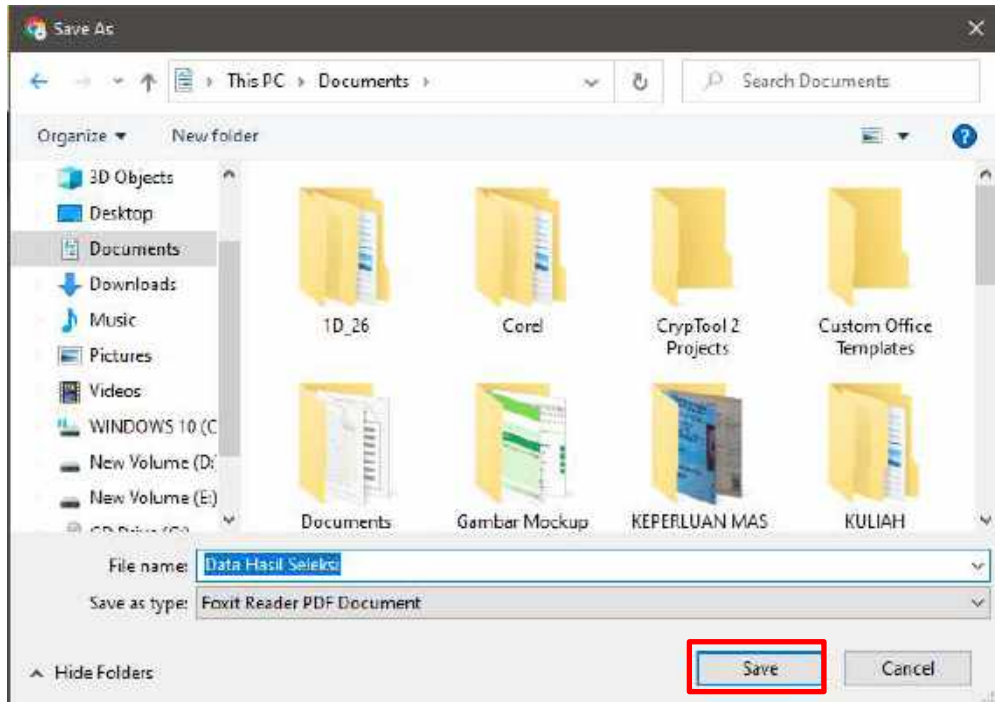 Save As
This PC > Documents >
Search Documents
Organize
New folder
3D Objects
Desktop
Documents
Downloads
Music
Pictures
Videos
WINDOWS 10 (C
New Volume (D:
New Volume (E:)
1D_26
Corel
CrypTool 2
Projects
Custom Office
Templates
Documents
Gambar Mockup
KEPERLUAN MAS
KULIAH
File name: Data Hasil Seleksi
Save as type: Foxit Reader PDF Document
Hide Folders
Save
Cancel